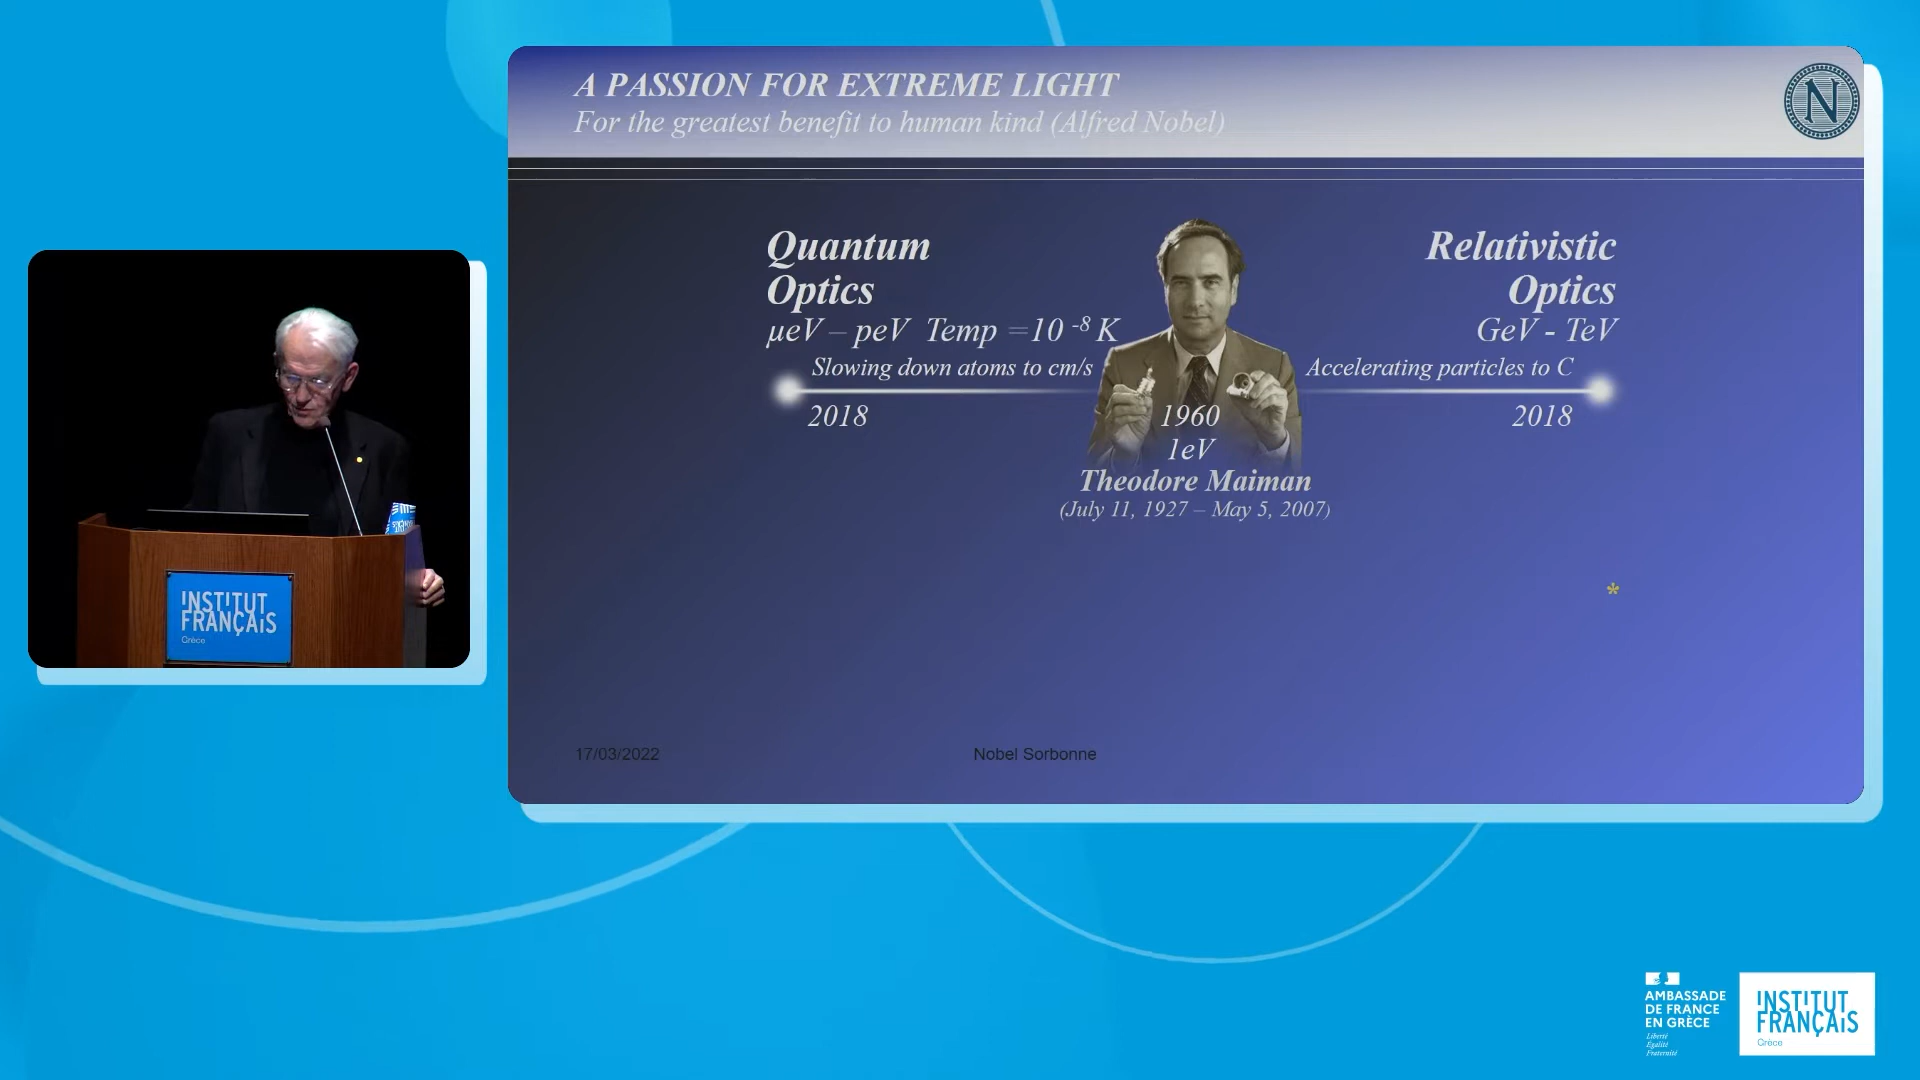 A PASSION FOR EXTREME LIGHT
For the greatest benefit to human kind (Alfred Nobel)
N
Quantum
Optics
µeV – peV Temp =10 -8 K
Slowing down atoms to cm/s
2018
Relativistic
Optics
GeV - TeV
Accelerating particles to C
2018
1960
1eV
Theodore Maiman
(July 11, 1927 – May 5, 2007)
*
17/03/2022
Nobel Sorbonne
INSTITUT
FRANÇAIS
Grèce
AMBASSADE
DE FRANCE
EN GRÈCE
Liberté
Égalité
Fraternité
INSTITUT
FRANÇAIS
Grèce